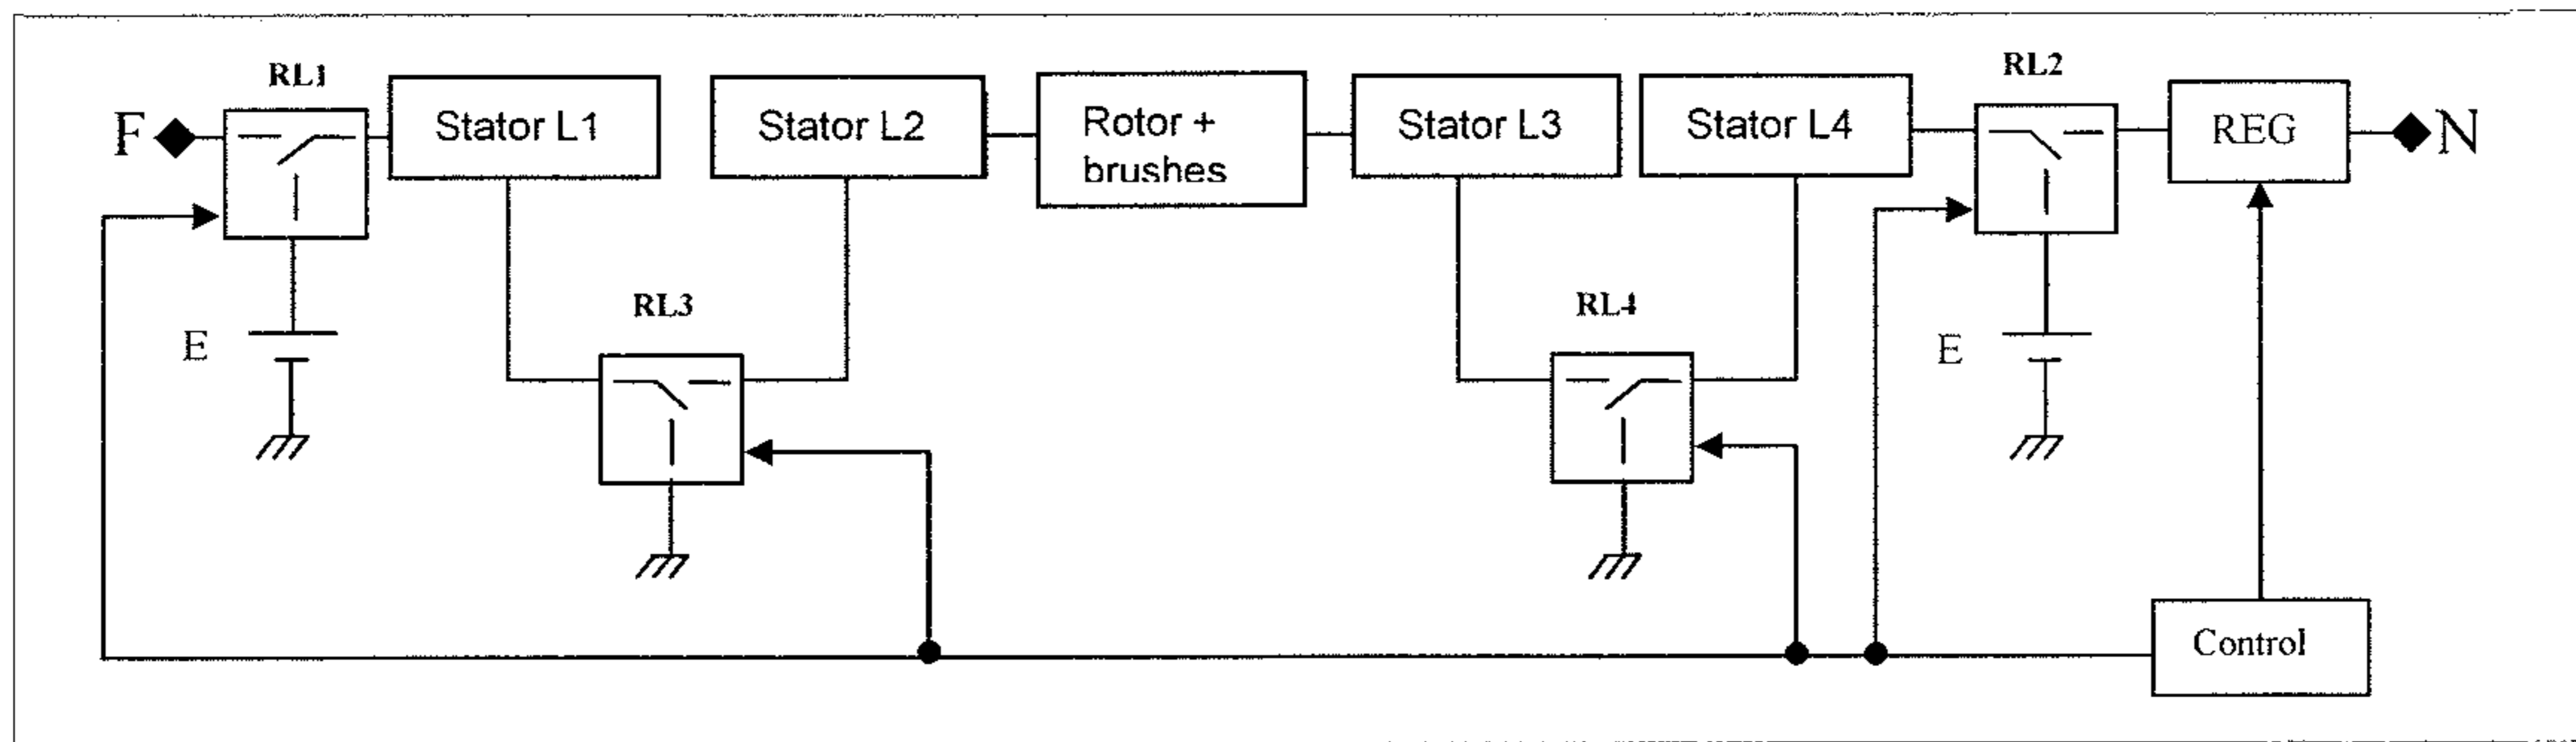 RL1
RL2
F
Stator L1
Stator L2
Rotor +
brushes
Stator L3
Stator L4
REG
N
RL3
RL4
E
E
Control